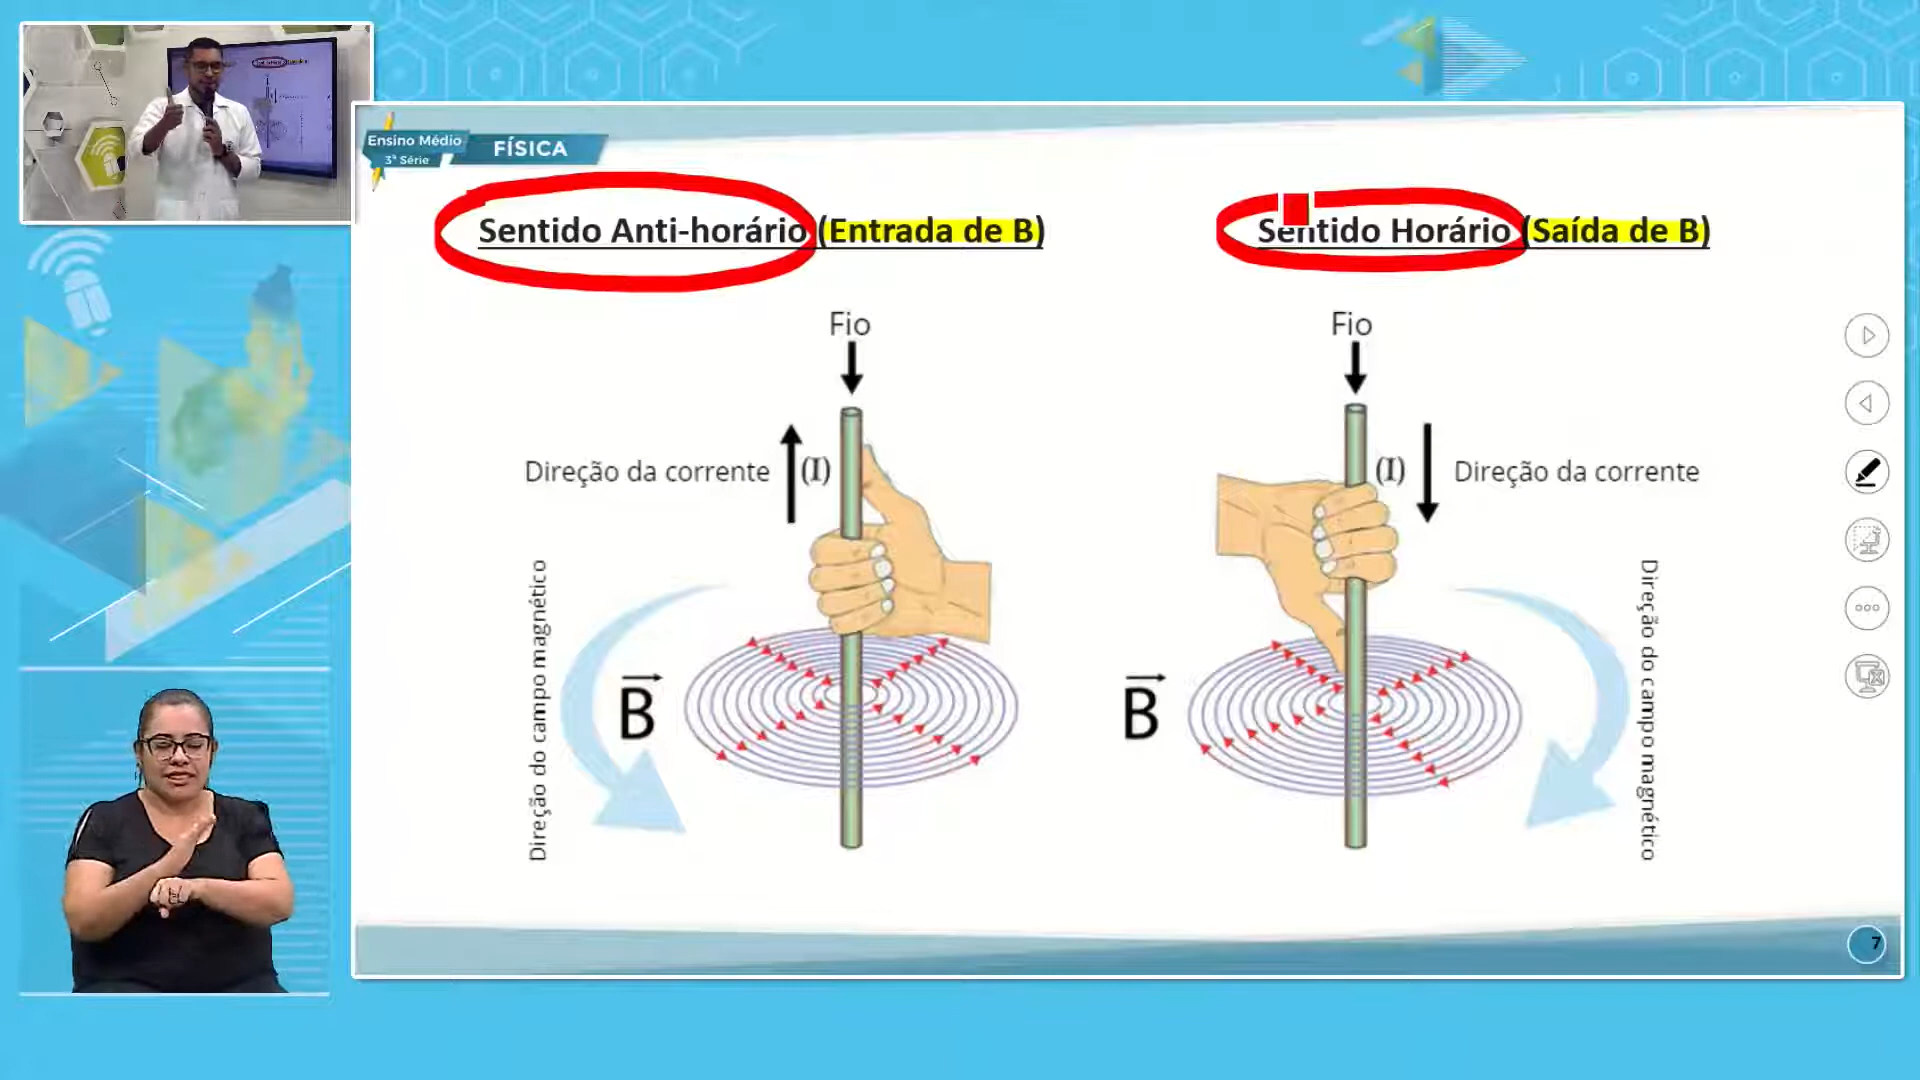 Ensino Médio
3ª Série
FÍSICA
Sentido Anti-horário (Entrada de B)
Sentido Horário (Saída de B)
Fio
Fio
Direção da corrente
(I)
(I)
Direção da corrente
Direção do campo magnético
B
B
Direção do campo magnético
7